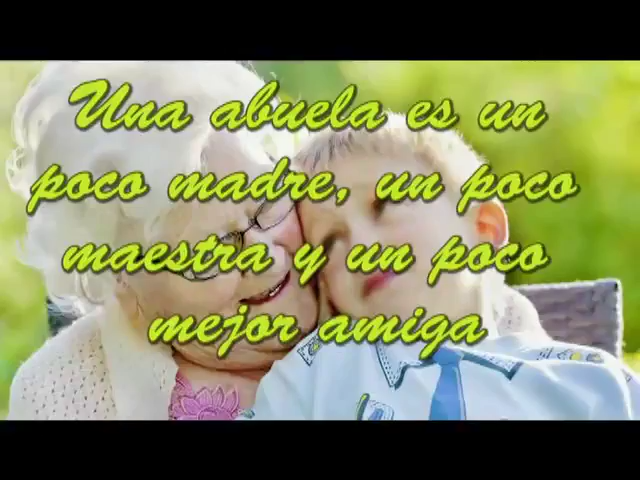 Una abuela es un
poco madre, un poco
maestra y un poco
mejor amiga